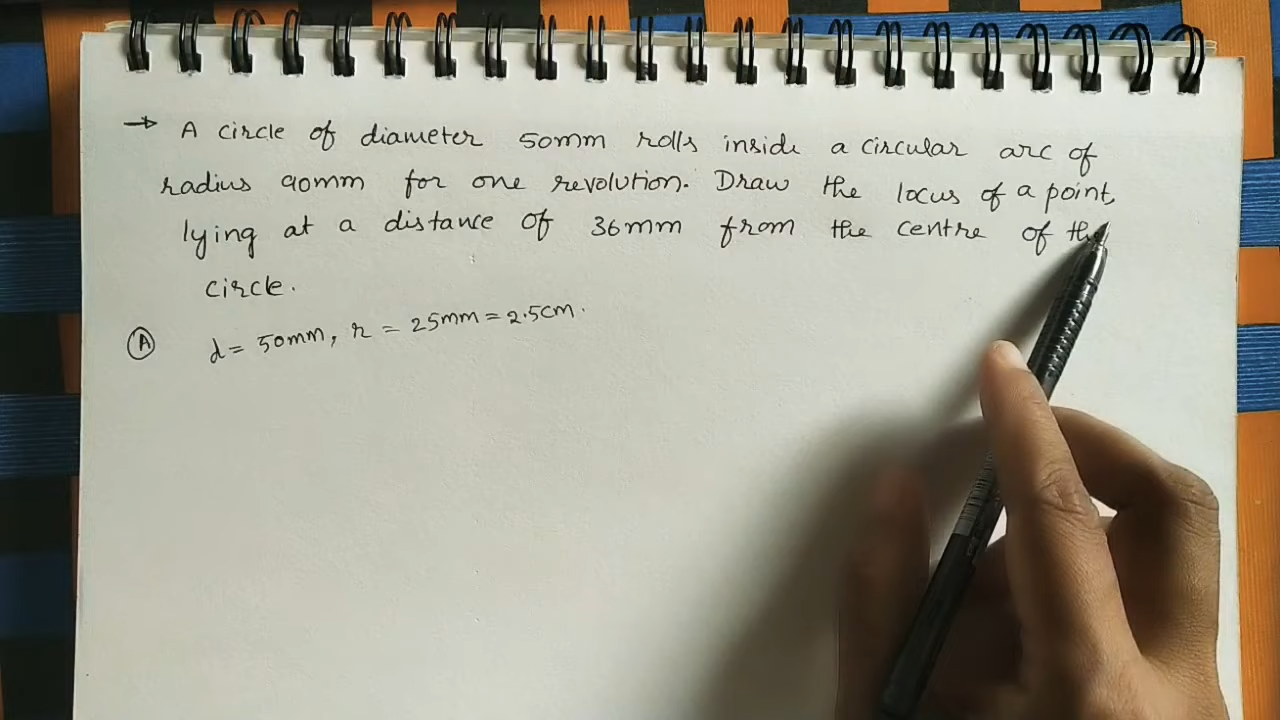 → A circle of diameter 50mm rolls inside a circular arc of
radius 90mm for one revolution. Draw the locus of a point,
lying at a distance of 36mm from the centre of the
circle.
A d = 50mm, r = 25mm = 2.5cm.